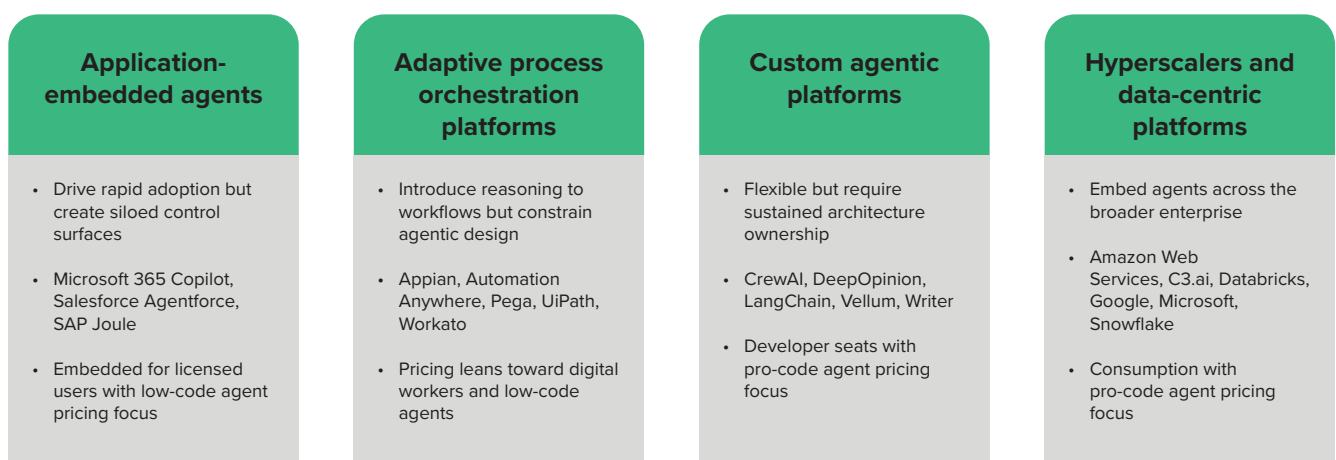 Application-
embedded agents
• Drive rapid adoption but
create siloed control
surfaces
• Microsoft 365 Copilot,
Salesforce Agentforce,
SAP Joule
• Embedded for licensed
users with low-code agent
pricing focus
Adaptive process
orchestration
platforms
• Introduce reasoning to
workflows but constrain
agentic design
• Appian, Automation
Anywhere, Pega, UiPath,
Workato
• Pricing leans toward digital
workers and low-code
agents
Custom agentic
platforms
• Flexible but require
sustained architecture
ownership
• CrewAI, DeepOpinion,
LangChain, Vellum, Writer
• Developer seats with
pro-code agent pricing
focus
Hyperscalers and
data-centric
platforms
• Embed agents across the
broader enterprise
• Amazon Web
Services, C3.ai, Databricks,
Google, Microsoft,
Snowflake
• Consumption with
pro-code agent pricing
focus